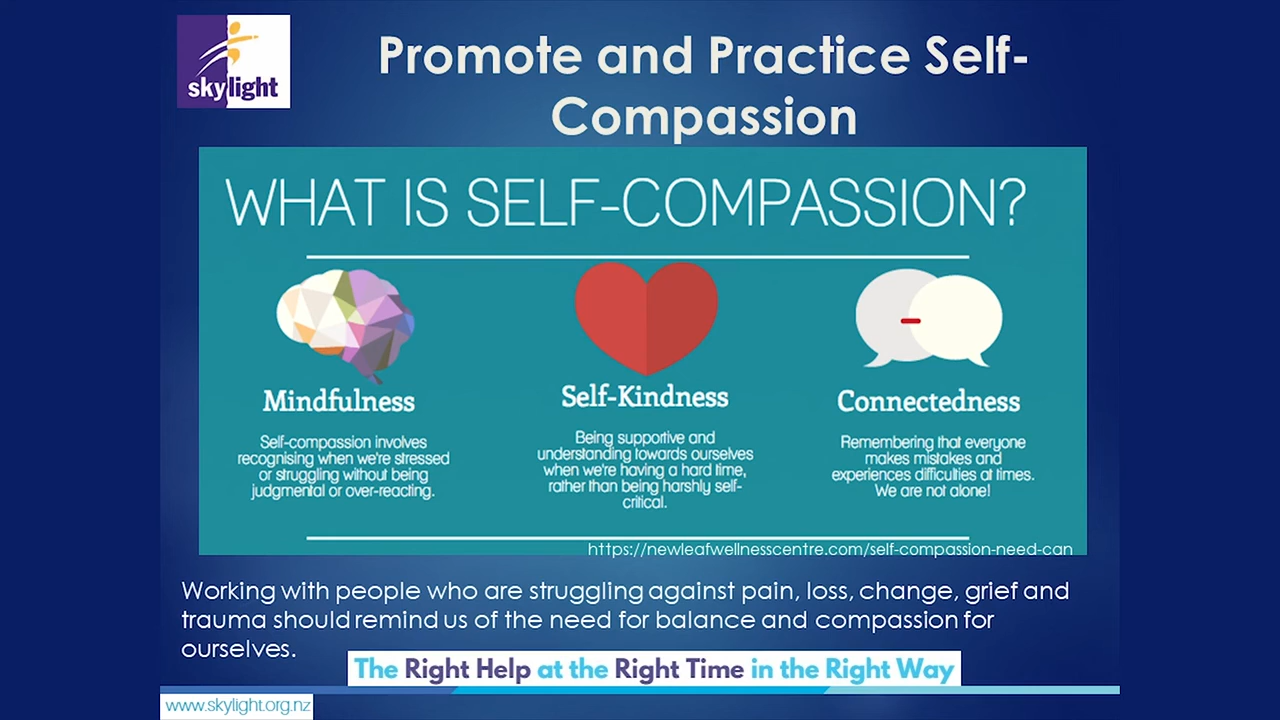 skylight
Promote and Practice Self-
Compassion
WHAT IS SELF-COMPASSION?
Mindfulness
Self-compassion involves
recognising when we're stressed
or struggling without being
judgmental or over-reacting.
Self-Kindness
Being supportive and
understanding towards ourselves
when we're having a hard time,
rather than being harshly self-
critical.
Connectedness
Remembering that everyone
makes mistakes and
experiences difficulties at times.
We are not alone!
https://newleafwellnesscentre.com/self-compassion-need-can
Working with people who are struggling against pain, loss, change, grief and
trauma should remind us of the need for balance and compassion for
ourselves.
The Right Help at the Right Time in the Right Way
www.skylight.org.nz